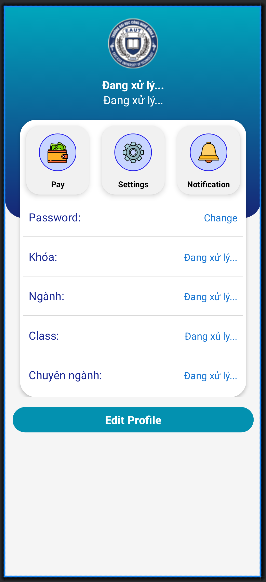 Đang xử lý...
Đang xử lý...
Pay
Settings
Notification
Password: Change
Khóa: Đang xử lý...
Ngành: Đang xử lý...
Class: Đang xử lý...
Chuyên ngành: Đang xử lý...
Edit Profile